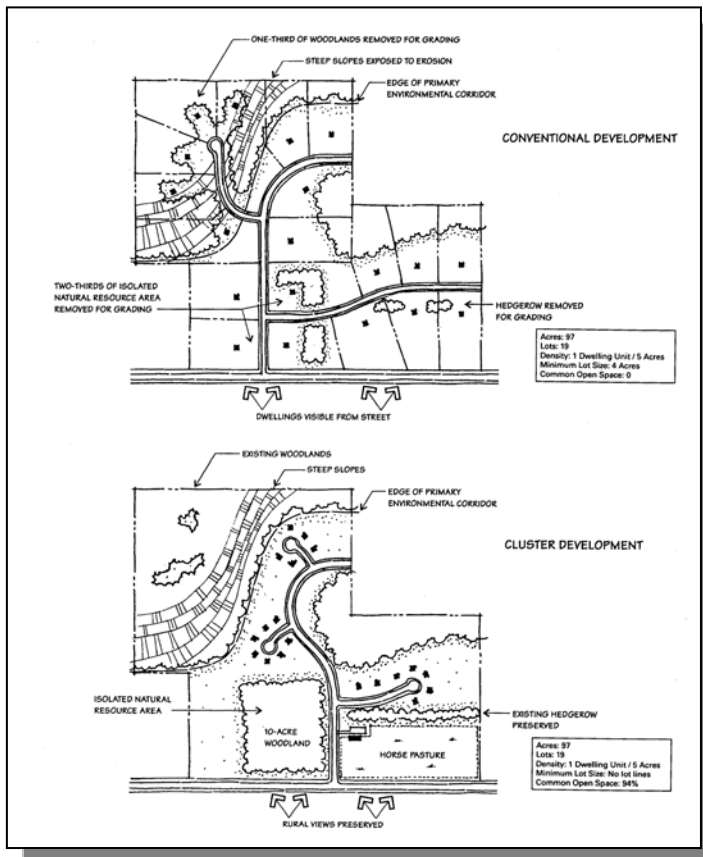 ONE-THIRD OF WOODLANDS REMOVED FOR GRADING
STEEP SLOPES EXPOSED TO EROSION
EDGE OF PRIMARY
ENVIRONMENTAL CORRIDOR
CONVENTIONAL DEVELOPMENT
TWO-THIRDS OF ISOLATED
NATURAL RESOURCE AREA
REMOVED FOR GRADING
HEDGEROW REMOVED
FOR GRADING
Acres: 97
Lots: 19
Density: 1 Dwelling Unit / 5 Acres
Minimum Lot Size: 4 Acres
Common Open Space: 0
DWELLINGS VISIBLE FROM STREET
EXISTING WOODLANDS
STEEP SLOPES
EDGE OF PRIMARY
ENVIRONMENTAL CORRIDOR
CLUSTER DEVELOPMENT
ISOLATED NATURAL
RESOURCE AREA
10-ACRE
WOODLAND
HORSE PASTURE
EXISTING HEDGEROW
PRESERVED
Acres: 97
Lots: 19
Density: 1 Dwelling Unit / 5 Acres
Minimum Lot Size: No lot lines
Common Open Space: 94%
RURAL VIEWS PRESERVED